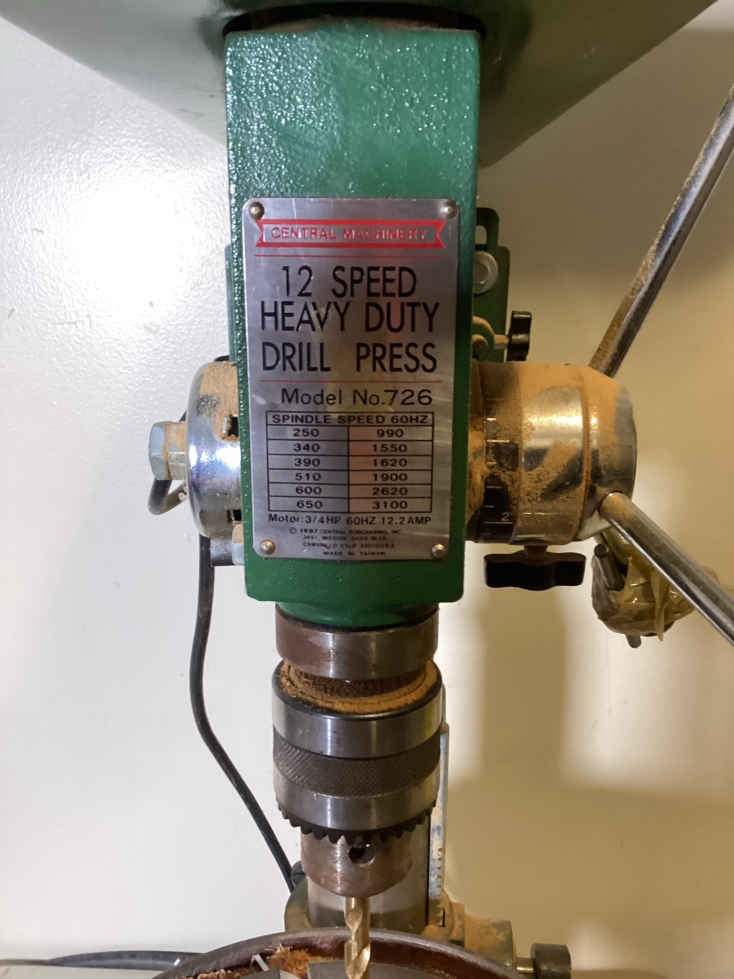 CENTRAL MACHINERY
12 SPEED
HEAVY DUTY
DRILL PRESS
Model No.726
SPINDLE SPEED 60HZ
250 990
340 1550
390 1620
510 1900
600 2620
650 3100
Motor: 3/4HP 60HZ 12.2AMP
MADE IN TAIWAN